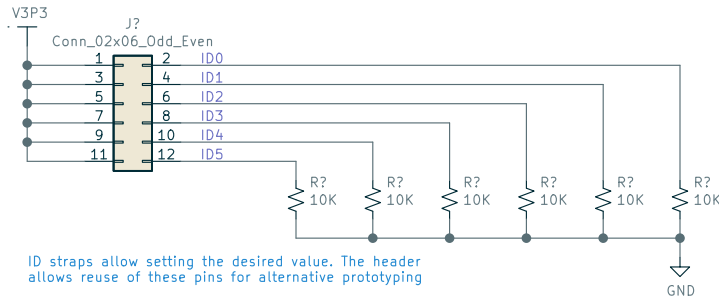 V3P3
J?
Conn_02x06_Odd_Even
1 2 ID0
3 4 ID1
5 6 ID2
7 8 ID3
9 10 ID4
11 12 ID5
R? R? R? R? R? R?
10K 10K 10K 10K 10K 10K
ID straps allow setting the desired value. The header
allows reuse of these pins for alternative prototyping
GND